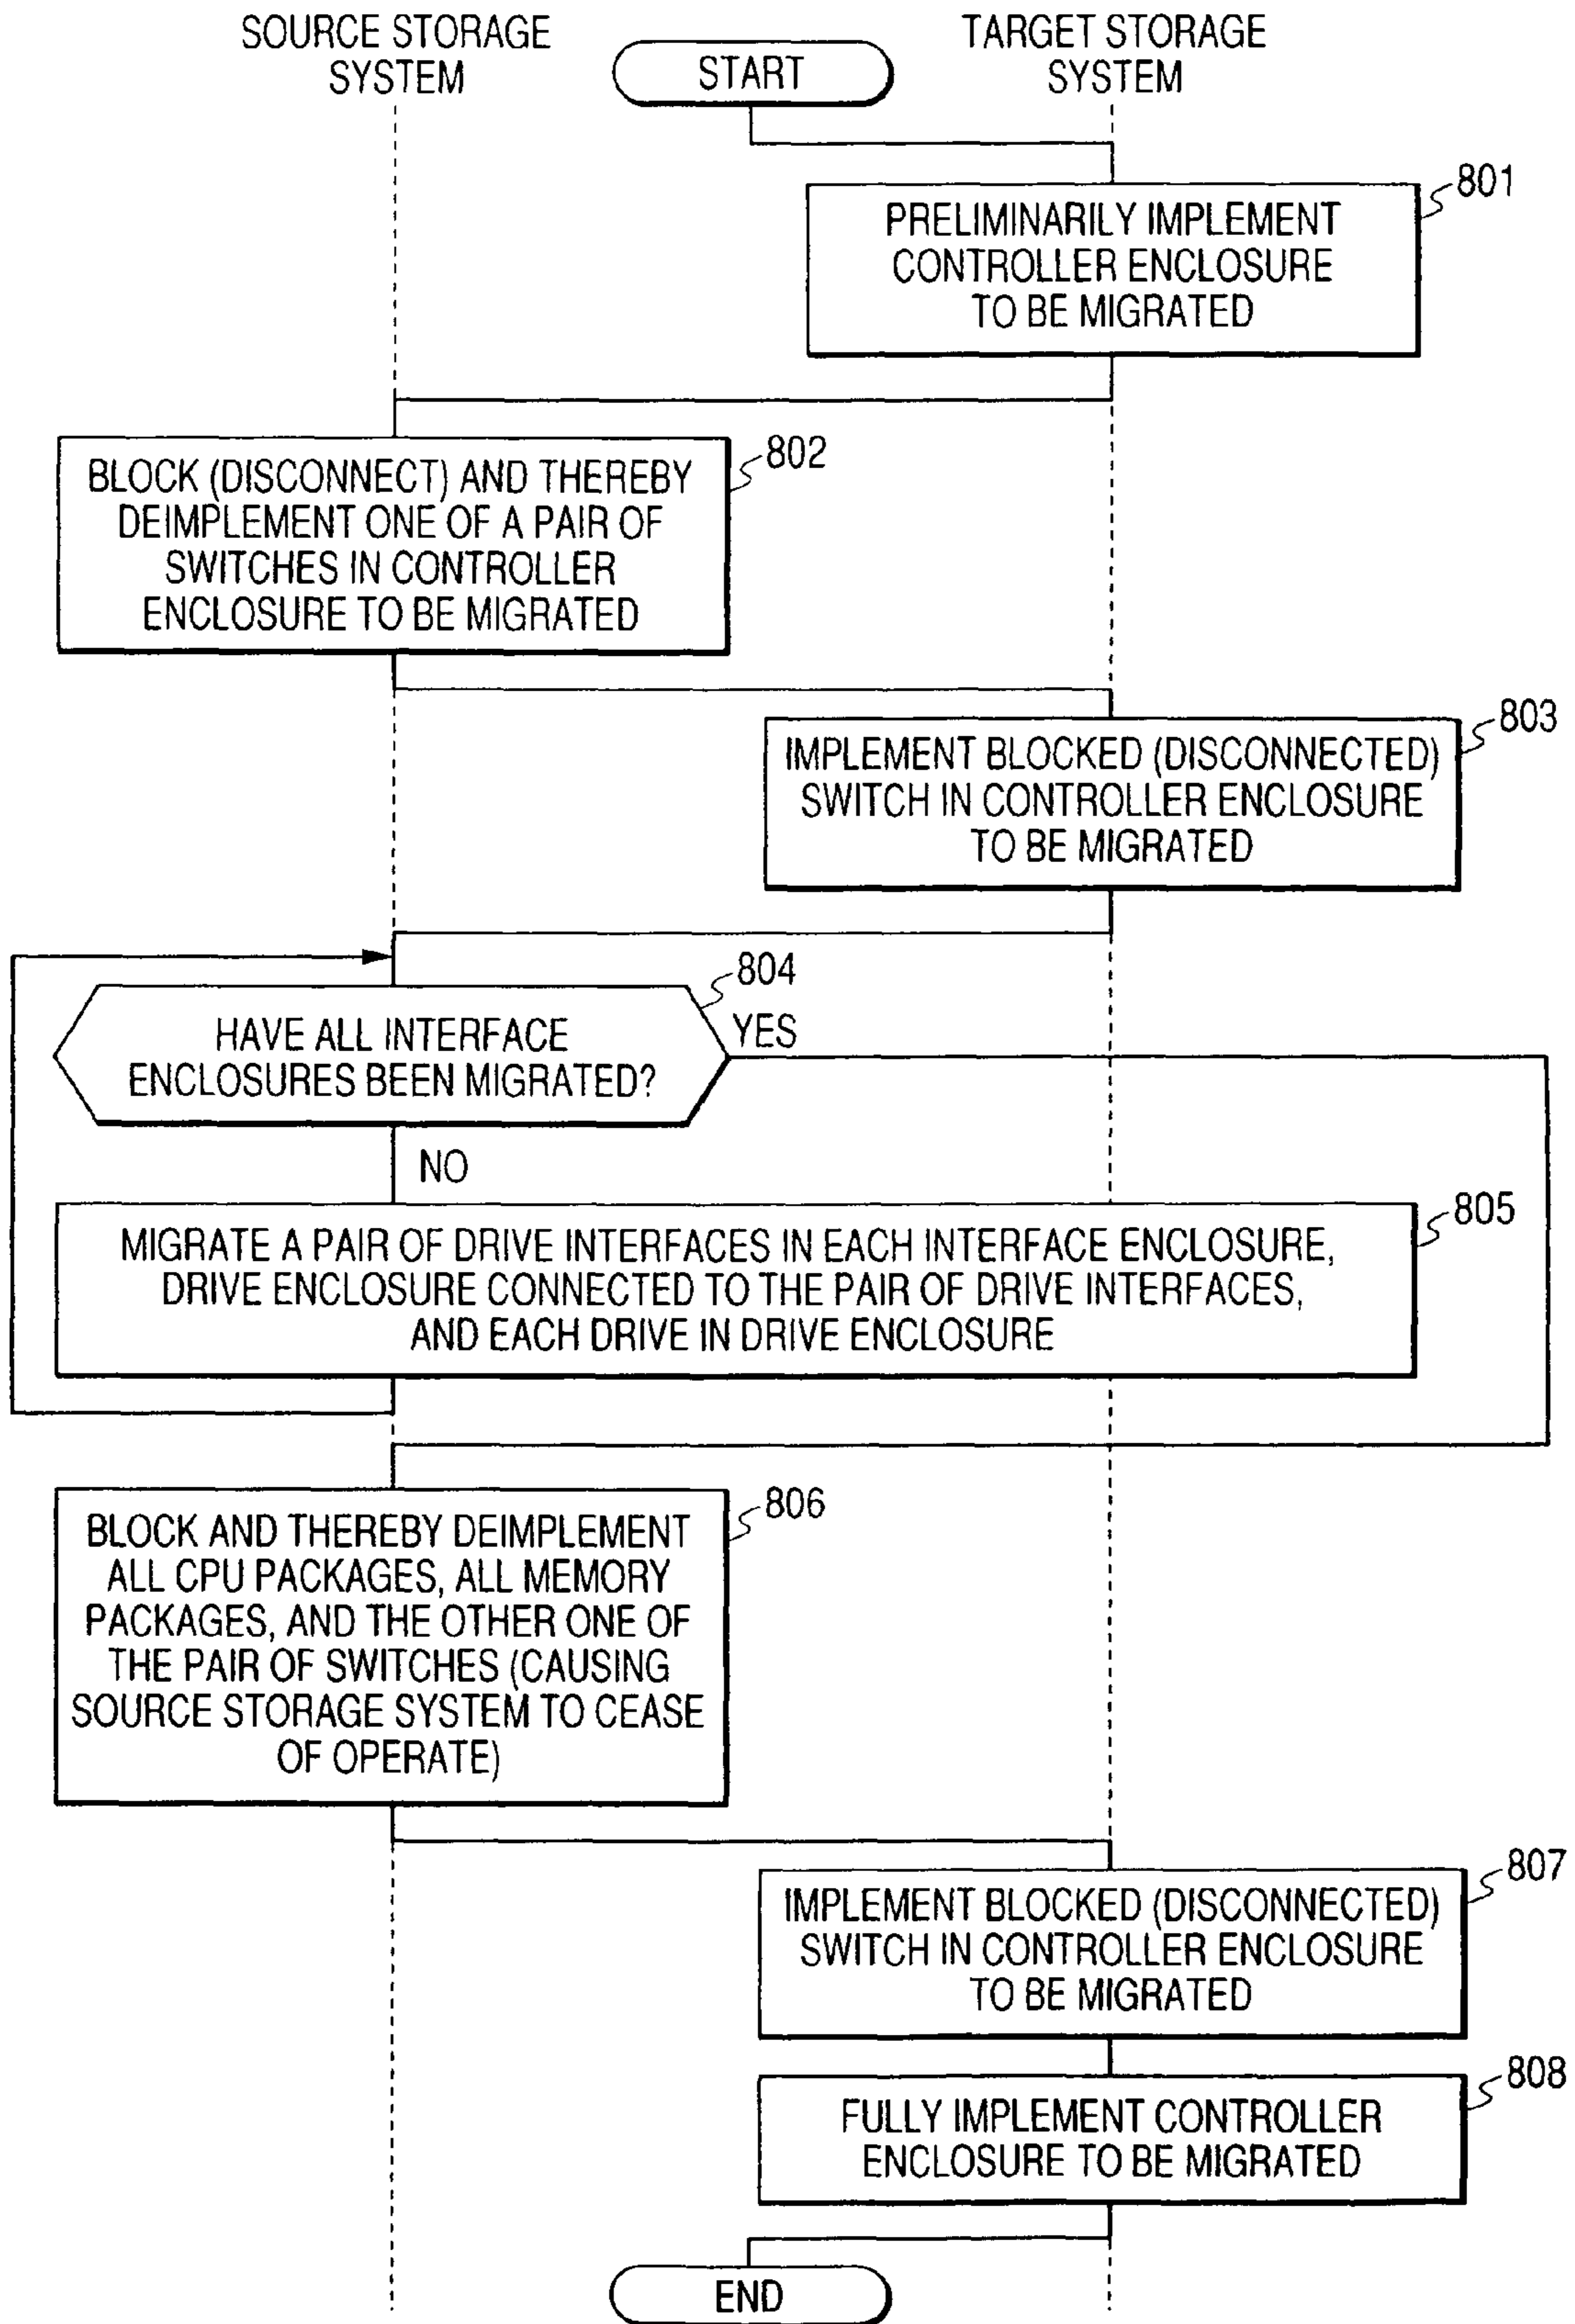 SOURCE STORAGE
SYSTEM
START
TARGET STORAGE
SYSTEM
801
PRELIMINARILY IMPLEMENT
CONTROLLER ENCLOSURE
TO BE MIGRATED
802
BLOCK (DISCONNECT) AND THEREBY
DEIMPLEMENT ONE OF A PAIR OF
SWITCHES IN CONTROLLER
ENCLOSURE TO BE MIGRATED
803
IMPLEMENT BLOCKED (DISCONNECTED)
SWITCH IN CONTROLLER ENCLOSURE
TO BE MIGRATED
804
HAVE ALL INTERFACE
ENCLOSURES BEEN MIGRATED?
YES
NO
805
MIGRATE A PAIR OF DRIVE INTERFACES IN EACH INTERFACE ENCLOSURE,
DRIVE ENCLOSURE CONNECTED TO THE PAIR OF DRIVE INTERFACES,
AND EACH DRIVE IN DRIVE ENCLOSURE
806
BLOCK AND THEREBY DEIMPLEMENT
ALL CPU PACKAGES, ALL MEMORY
PACKAGES, AND THE OTHER ONE OF
THE PAIR OF SWITCHES (CAUSING
SOURCE STORAGE SYSTEM TO CEASE
OF OPERATE)
807
IMPLEMENT BLOCKED (DISCONNECTED)
SWITCH IN CONTROLLER ENCLOSURE
TO BE MIGRATED
808
FULLY IMPLEMENT CONTROLLER
ENCLOSURE TO BE MIGRATED
END